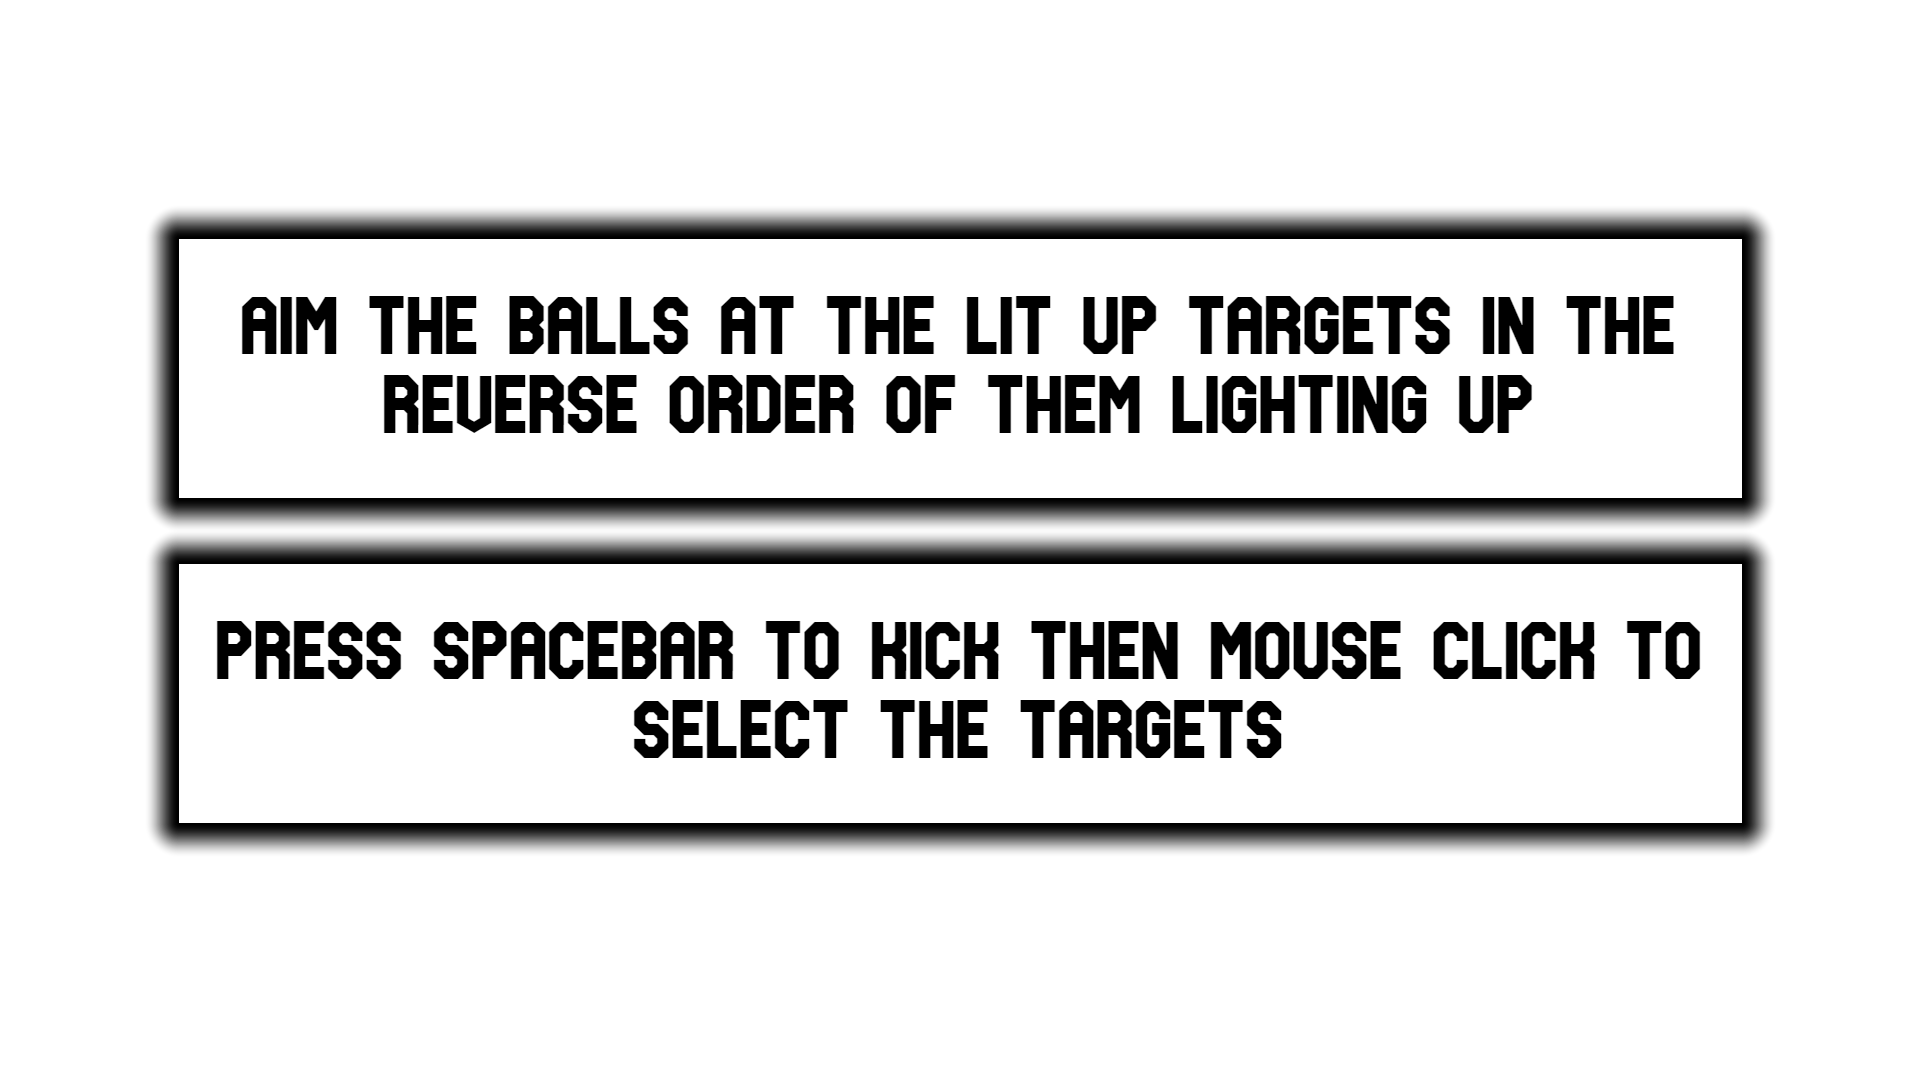 AIM THE BALLS AT THE LIT UP TARGETS IN THE
REVERSE ORDER OF THEM LIGHTING UP
PRESS SPACEBAR TO KICK THEN MOUSE CLICK TO
SELECT THE TARGETS